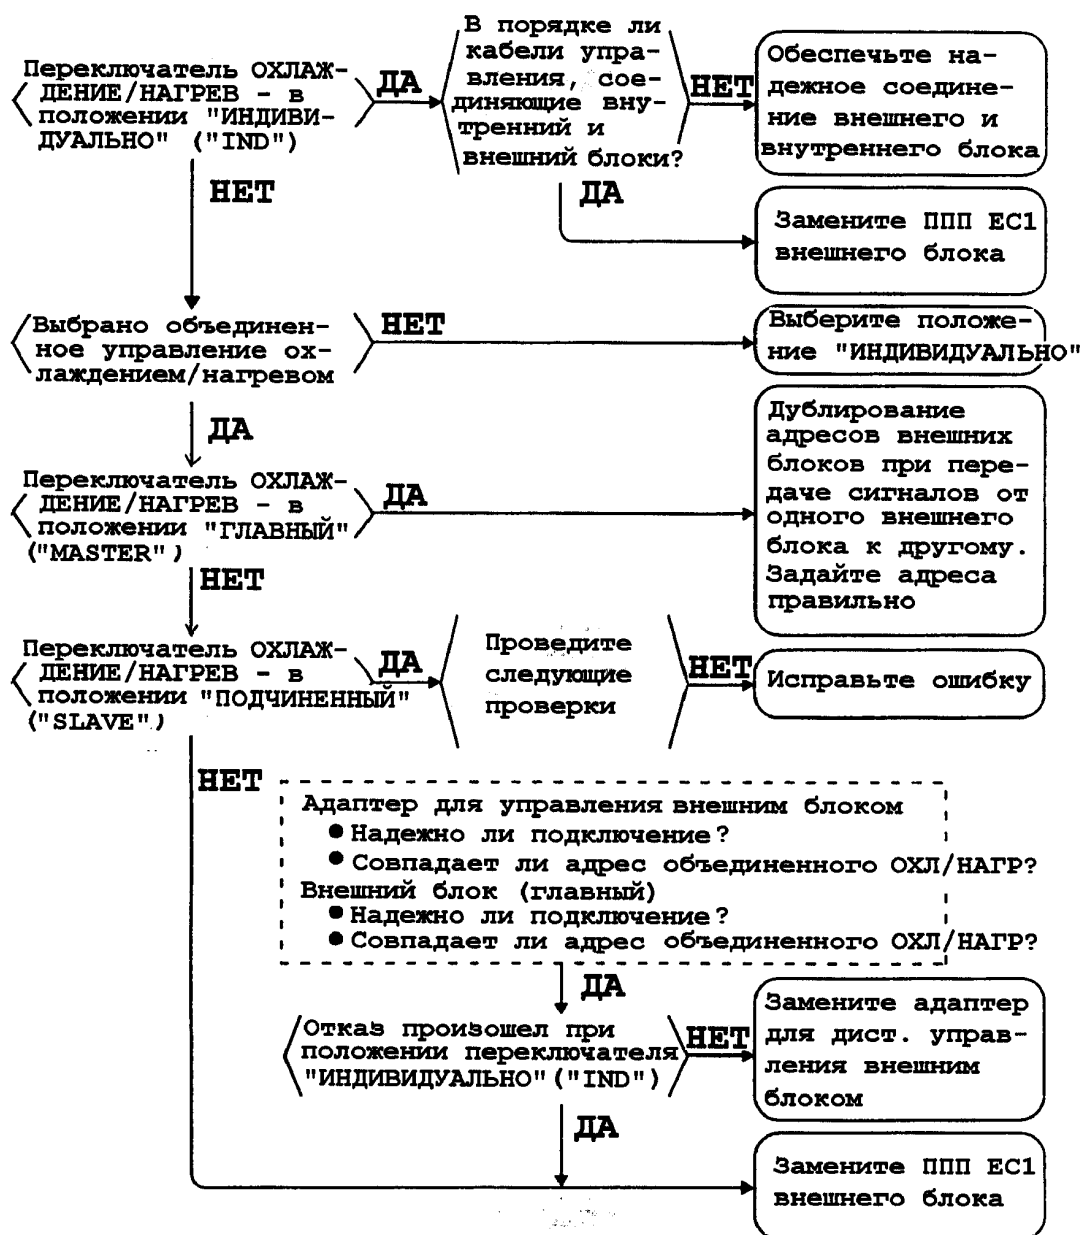 Переключатель ОХЛАЖ-
ДЕНИЕ/НАГРЕВ - в
положении "ИНДИВИ-
ДУАЛЬНО" ("IND")
ДА
В порядке ли
кабели упра-
вления, сое-
диняющие вну-
тренний и
внешний блоки?
НЕТ
Обеспечьте на-
дежное соедине-
ние внешнего и
внутреннего блока
НЕТ
ДА
Замените ППП EC1
внешнего блока
Выбрано объединен-
ное управление ох-
лаждением/нагревом
НЕТ
Выберите положе-
ние "ИНДИВИДУАЛЬНО"
ДА
Переключатель ОХЛАЖ-
ДЕНИЕ/НАГРЕВ - в
положении "ГЛАВНЫЙ"
("MASTER")
ДА
Дублирование
адресов внешних
блоков при пере-
даче сигналов от
одного внешнего
блока к другому.
Задайте адреса
правильно
НЕТ
Переключатель ОХЛАЖ-
ДЕНИЕ/НАГРЕВ - в
положении "ПОДЧИНЕННЫЙ"
("SLAVE")
ДА
Проведите
следующие
проверки
НЕТ
Исправьте ошибку
НЕТ
Адаптер для управления внешним блоком
● Надежно ли подключение?
● Совпадает ли адрес объединенного ОХЛ/НАГР?
Внешний блок (главный)
● Надежно ли подключение?
● Совпадает ли адрес объединенного ОХЛ/НАГР?
ДА
Отказ произошел при
положении переключателя
"ИНДИВИДУАЛЬНО" ("IND")
НЕТ
Замените адаптер
для дист. управ-
ления внешним
блоком
ДА
Замените ППП EC1
внешнего блока